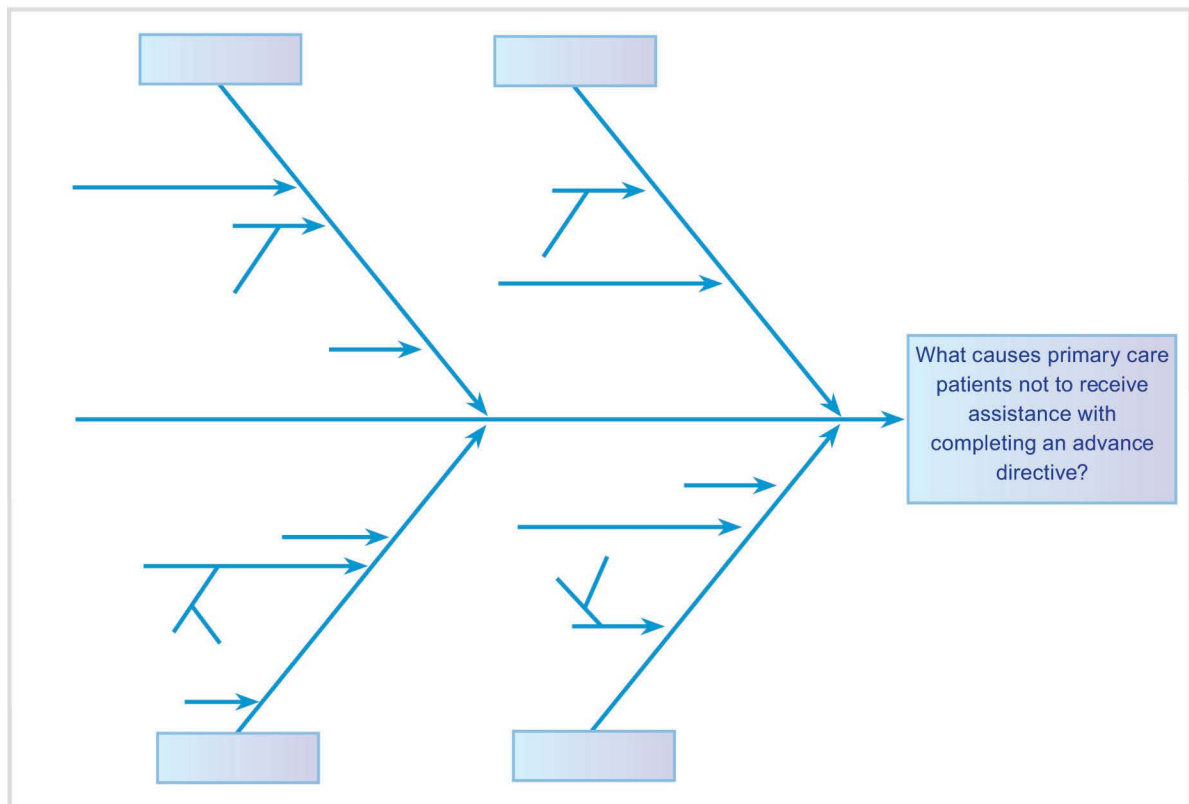 What causes primary care
patients not to receive
assistance with
completing an advance
directive?